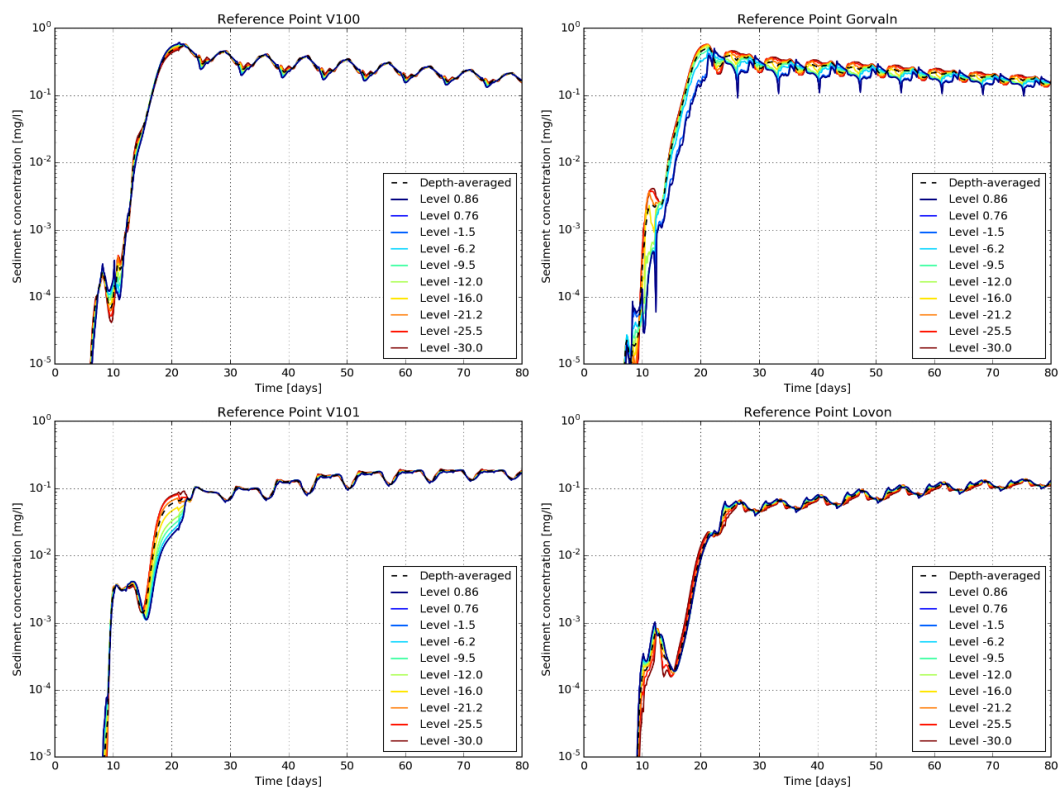 Reference Point V100
Sediment concentration [mg/l]
10^0
10^-1
10^-2
10^-3
10^-4
10^-5
Depth-averaged
Level 0.86
Level 0.76
Level -1.5
Level -6.2
Level -9.5
Level -12.0
Level -16.0
Level -21.2
Level -25.5
Level -30.0
0 10 20 30 40 50 60 70 80
Time [days]
Reference Point Gorvaln
Sediment concentration [mg/l]
10^0
10^-1
10^-2
10^-3
10^-4
10^-5
Depth-averaged
Level 0.86
Level 0.76
Level -1.5
Level -6.2
Level -9.5
Level -12.0
Level -16.0
Level -21.2
Level -25.5
Level -30.0
0 10 20 30 40 50 60 70 80
Time [days]
Reference Point V101
Sediment concentration [mg/l]
10^0
10^-1
10^-2
10^-3
10^-4
10^-5
Depth-averaged
Level 0.86
Level 0.76
Level -1.5
Level -6.2
Level -9.5
Level -12.0
Level -16.0
Level -21.2
Level -25.5
Level -30.0
0 10 20 30 40 50 60 70 80
Time [days]
Reference Point Lovon
Sediment concentration [mg/l]
10^0
10^-1
10^-2
10^-3
10^-4
10^-5
Depth-averaged
Level 0.86
Level 0.76
Level -1.5
Level -6.2
Level -9.5
Level -12.0
Level -16.0
Level -21.2
Level -25.5
Level -30.0
0 10 20 30 40 50 60 70 80
Time [days]